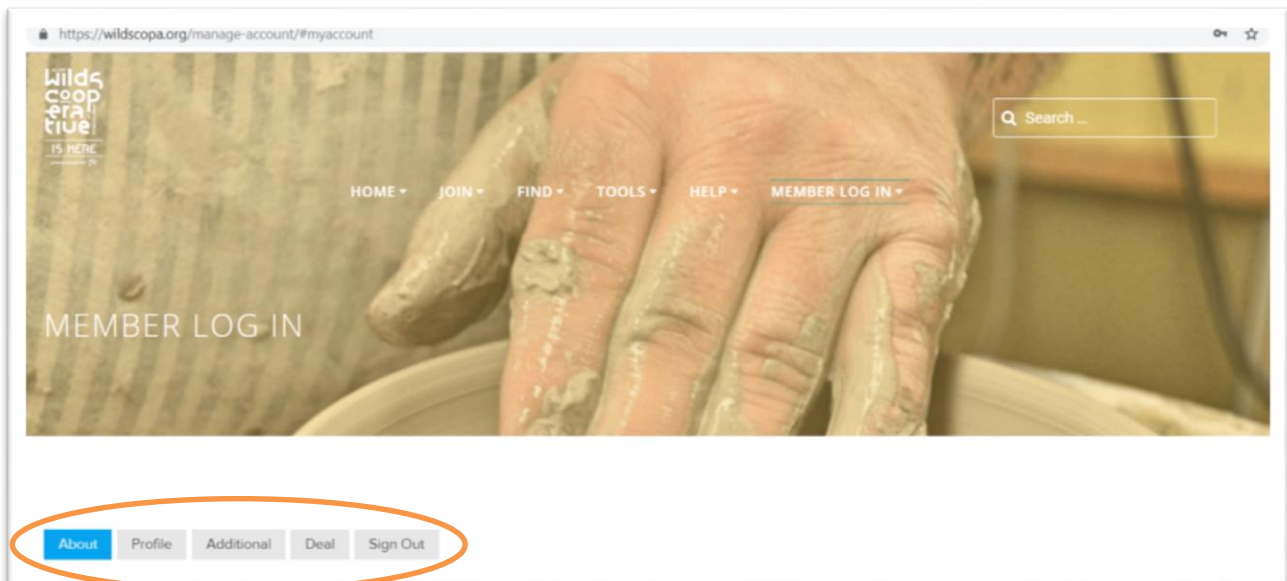 https://wildscopa.org/manage-account/#myaccount
Wilds
coop
era
tive
IS HERE
Search ...
HOME JOIN FIND TOOLS HELP MEMBER LOG IN
MEMBER LOG IN
About Profile Additional Deal Sign Out